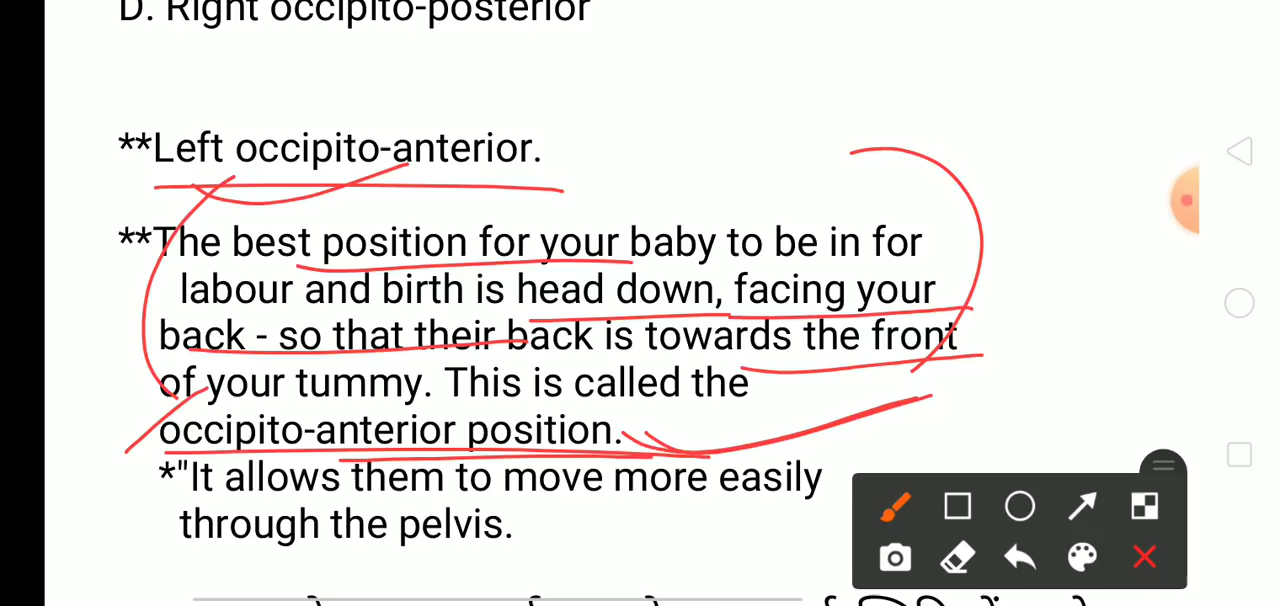 D. Right occipito-posterior
**Left occipito-anterior.
**The best position for your baby to be in for
labour and birth is head down, facing your
back - so that their back is towards the front
of your tummy. This is called the
occipito-anterior position.
*"It allows them to move more easily
through the pelvis.